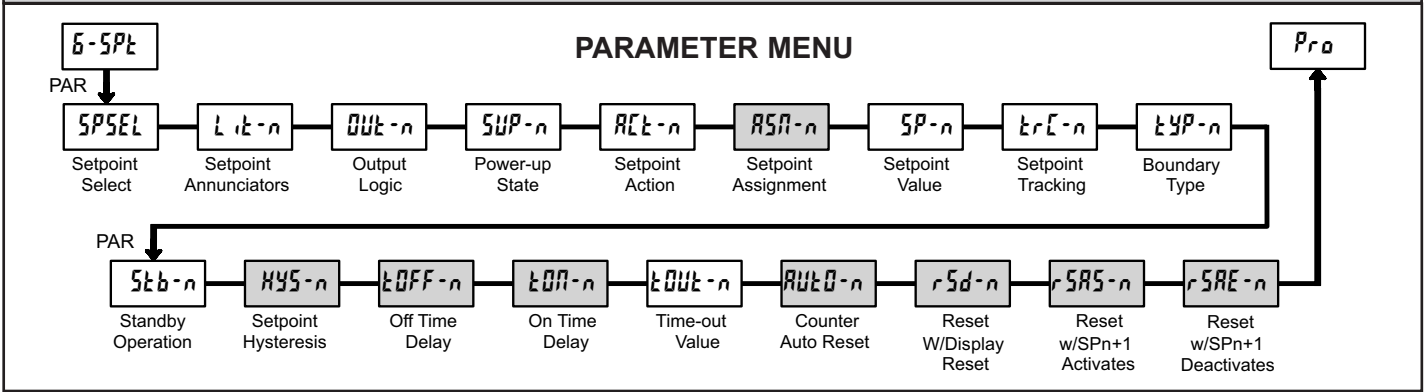 6-SPt
PARAMETER MENU
Pro
PAR
SPSEL
Lit-n
OUt-n
SUP-n
ACt-n
ASN-n
SP-n
trC-n
tYP-n
Setpoint Select
Setpoint Annunciators
Output Logic
Power-up State
Setpoint Action
Setpoint Assignment
Setpoint Value
Setpoint Tracking
Boundary Type
PAR
Stb-n
HYS-n
tOFF-n
tON-n
tOUt-n
AUtO-n
rSd-n
rSAS-n
rSAE-n
Standby Operation
Setpoint Hysteresis
Off Time Delay
On Time Delay
Time-out Value
Counter Auto Reset
Reset W/Display Reset
Reset w/SPn+1 Activates
Reset w/SPn+1 Deactivates